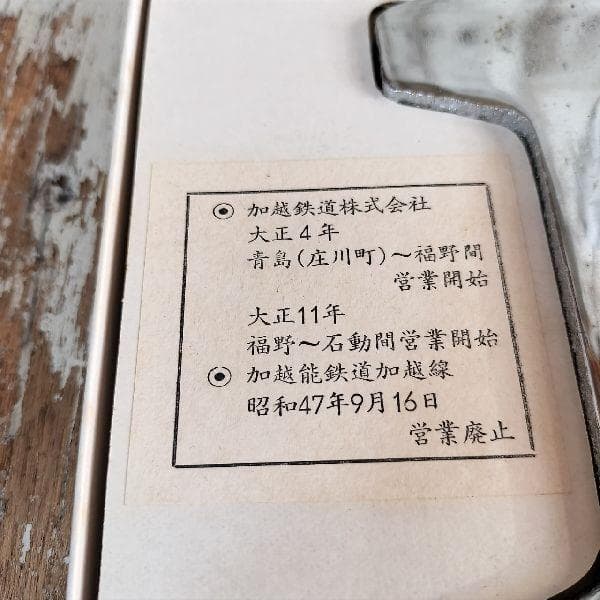 ◉ 加越鉄道株式会社
大正4年
青島(庄川町)～福野間
営業開始
大正11年
福野～石動間営業開始
◉ 加越能鉄道加越線
昭和47年9月16日
営業廃止